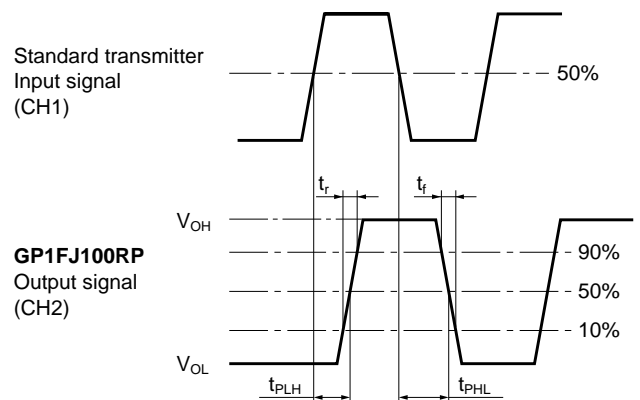 Standard transmitter
Input signal
(CH1)
50%
tr
tf
VOH
GP1FJ100RP
Output signal
(CH2)
90%
50%
10%
VOL
tPLH
tPHL